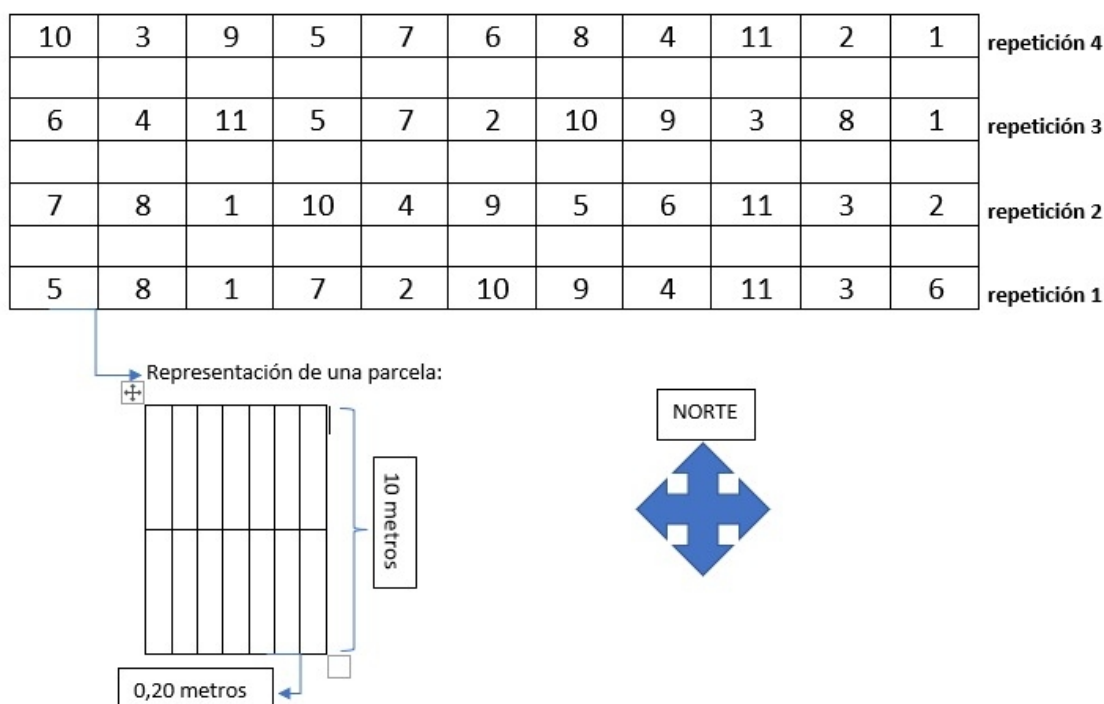 10 3 9 5 7 6 8 4 11 2 1 repetición 4
6 4 11 5 7 2 10 9 3 8 1 repetición 3
7 8 1 10 4 9 5 6 11 3 2 repetición 2
5 8 1 7 2 10 9 4 11 3 6 repetición 1
Representación de una parcela:
NORTE
10 metros
0,20 metros